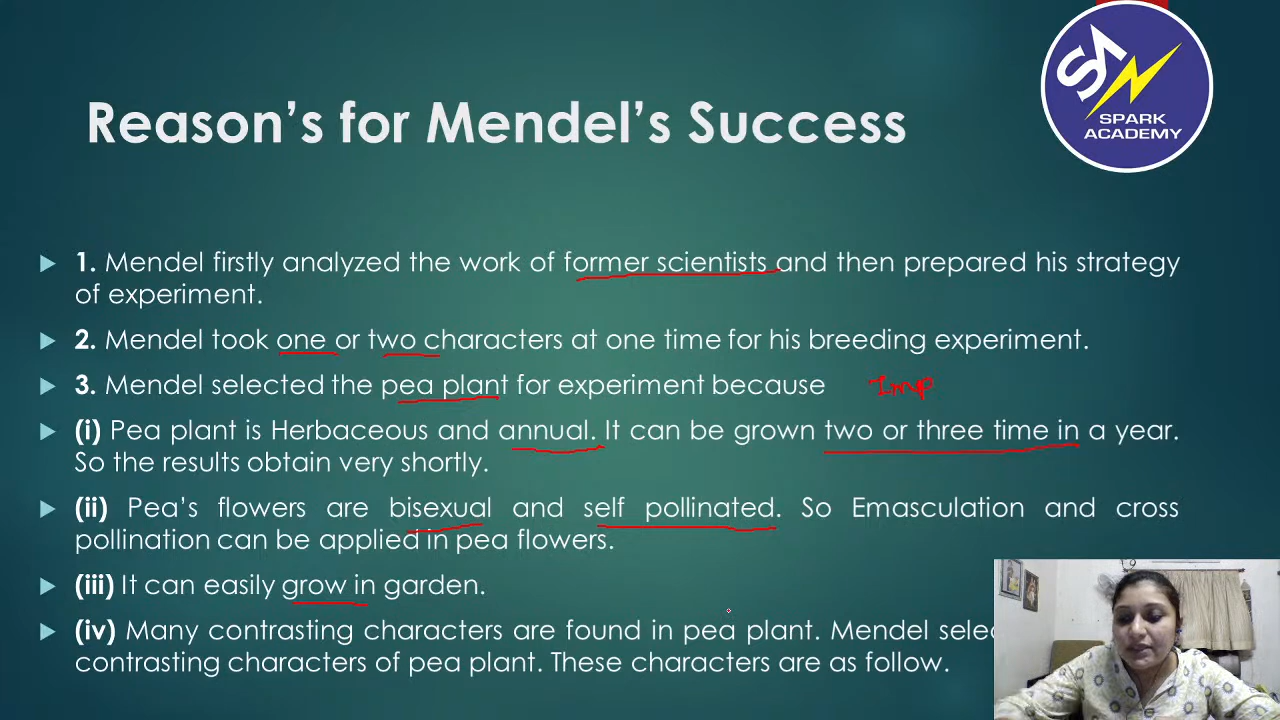 SPARK
ACADEMY
Reason's for Mendel's Success
1. Mendel firstly analyzed the work of former scientists and then prepared his strategy
of experiment.
2. Mendel took one or two characters at one time for his breeding experiment.
3. Mendel selected the pea plant for experiment because Imp
(i) Pea plant is Herbaceous and annual. It can be grown two or three time in a year.
So the results obtain very shortly.
(ii) Pea's flowers are bisexual and self pollinated. So Emasculation and cross
pollination can be applied in pea flowers.
(iii) It can easily grow in garden.
(iv) Many contrasting characters are found in pea plant. Mendel
contrasting characters of pea plant. These characters are as follow.